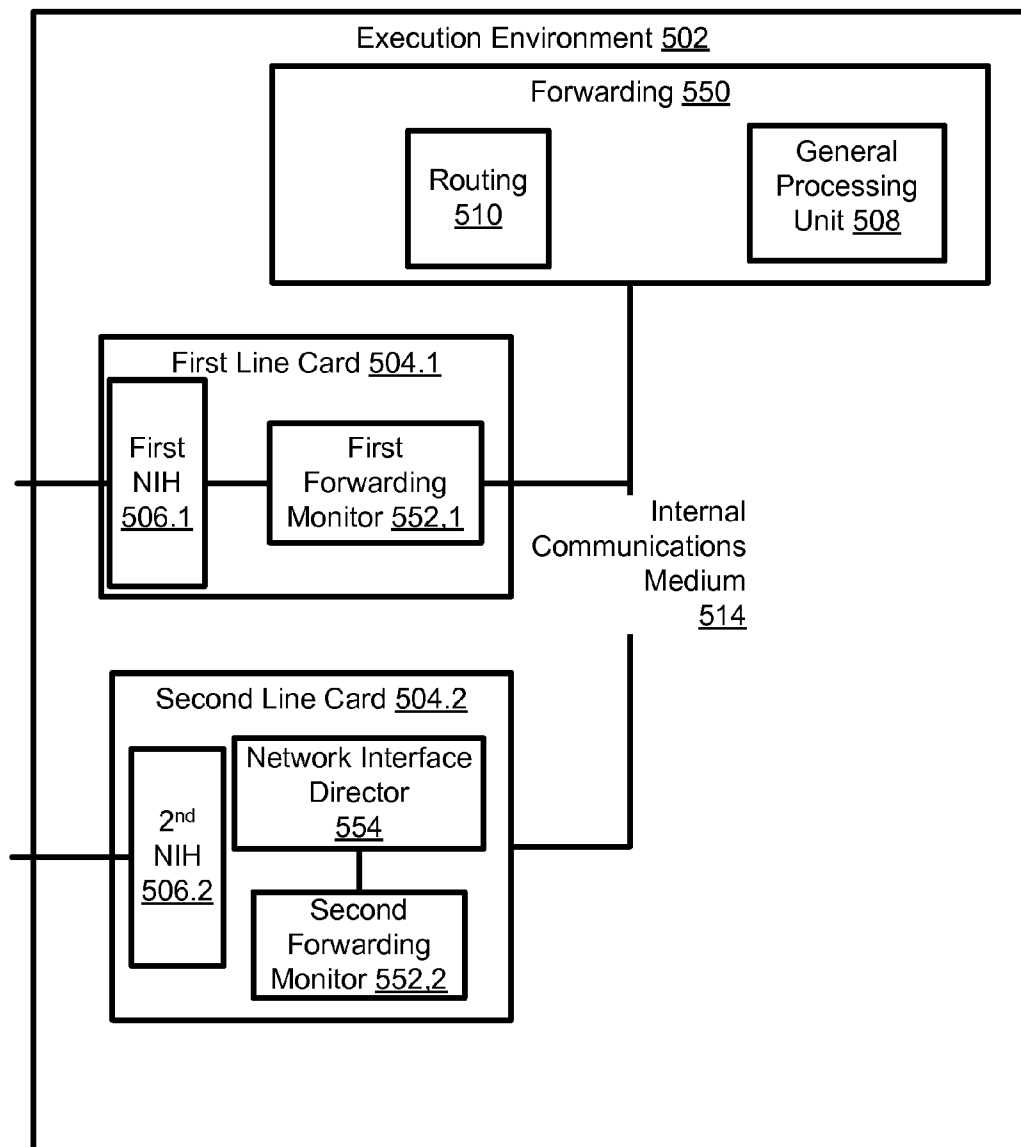 Execution Environment 502
Forwarding 550
Routing
510
General
Processing
Unit 508
First Line Card 504.1
First
NIH
506.1
First
Forwarding
Monitor 552,1
Internal
Communications
Medium
514
Second Line Card 504.2
2nd
NIH
506.2
Network Interface
Director
554
Second
Forwarding
Monitor 552,2